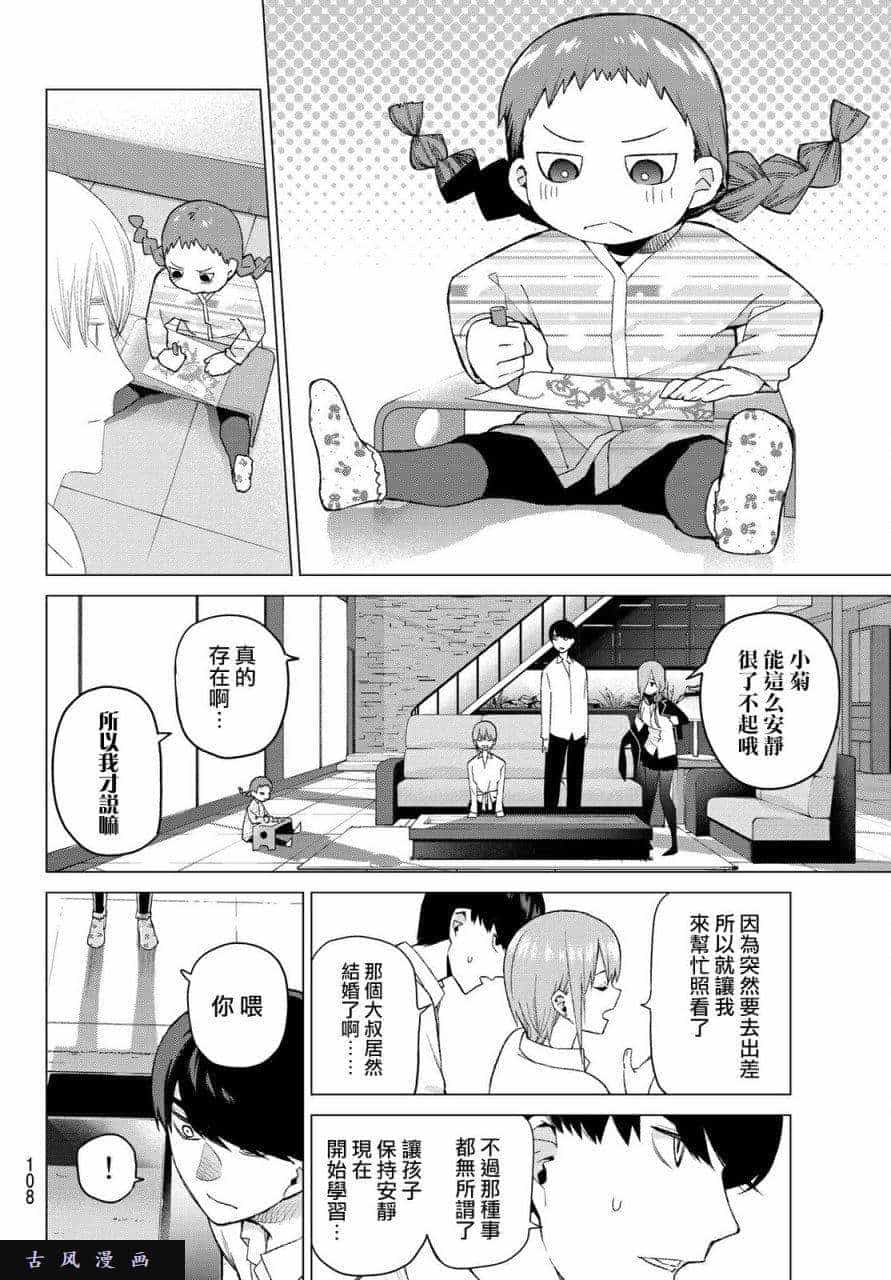 小菊
能這么安靜
很了不起哦
真的
存在啊…
所以我才説嘛
因為突然要去出差
所以就讓我
來幫忙照看了
那個大叔居然
結婚了啊……
不過那種事
都無所謂了
讓孩子
保持安靜
現在
開始學習…
喂
你
！
108
古风漫画